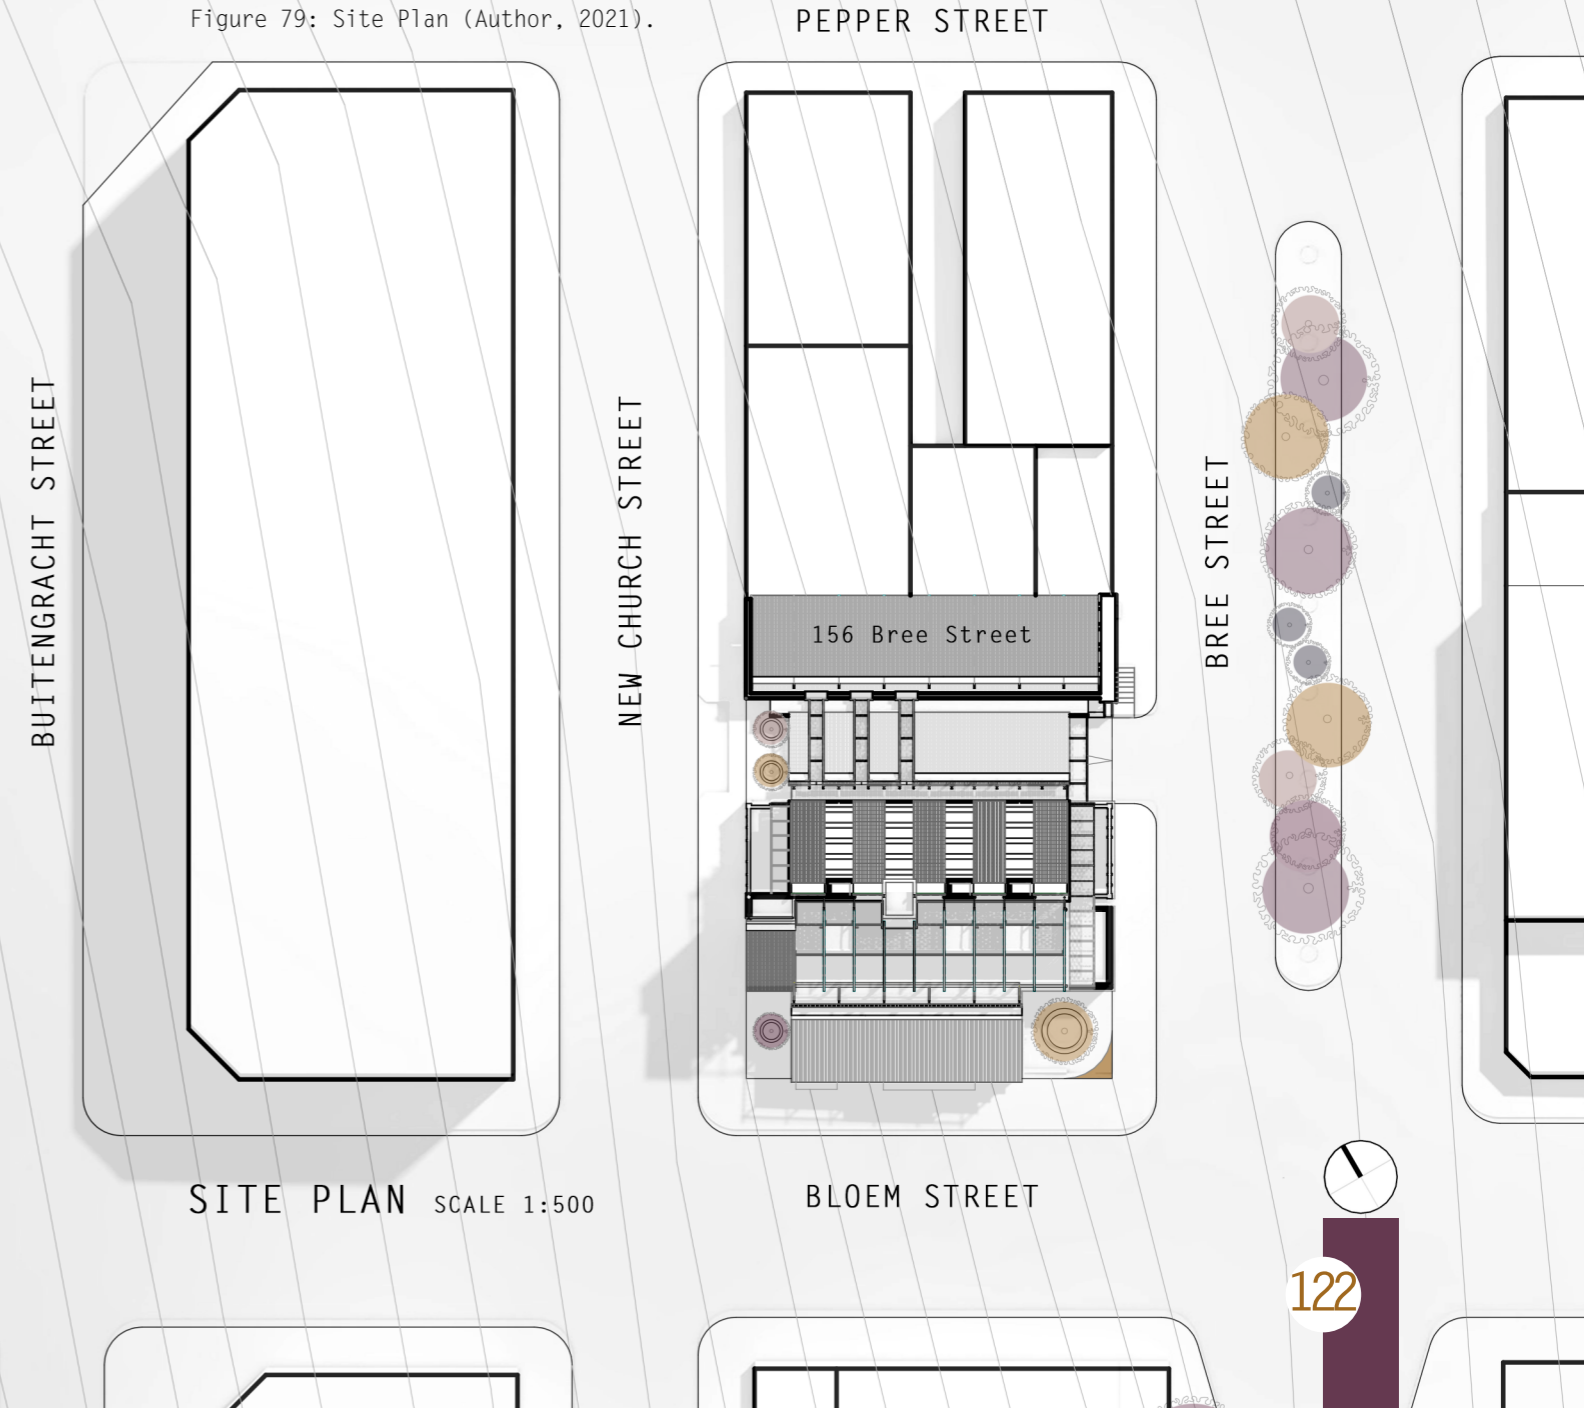 Figure 79: Site Plan (Author, 2021).
PEPPER STREET
BUITENGRACHT STREET
NEW CHURCH STREET
BREE STREET
156 Bree Street
SITE PLAN SCALE 1:500
BLOEM STREET
122